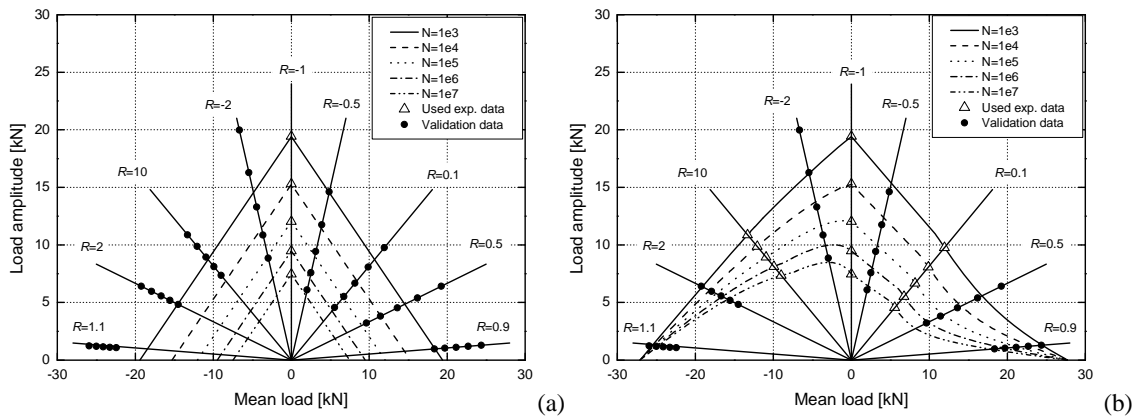 30
25
20
15
10
5
0
-30 -20 -10 0 10 20 30
Load amplitude [kN]
Mean load [kN]
N=1e3
N=1e4
N=1e5
N=1e6
N=1e7
Used exp. data
Validation data
R=-1
R=-2
R=-0.5
R=10
R=0.1
R=2
R=0.5
R=1.1
R=0.9
(a)
30
25
20
15
10
5
0
-30 -20 -10 0 10 20 30
Load amplitude [kN]
Mean load [kN]
N=1e3
N=1e4
N=1e5
N=1e6
N=1e7
Used exp. data
Validation data
R=-1
R=-2
R=-0.5
R=10
R=0.1
R=2
R=0.5
R=1.1
R=0.9
(b)